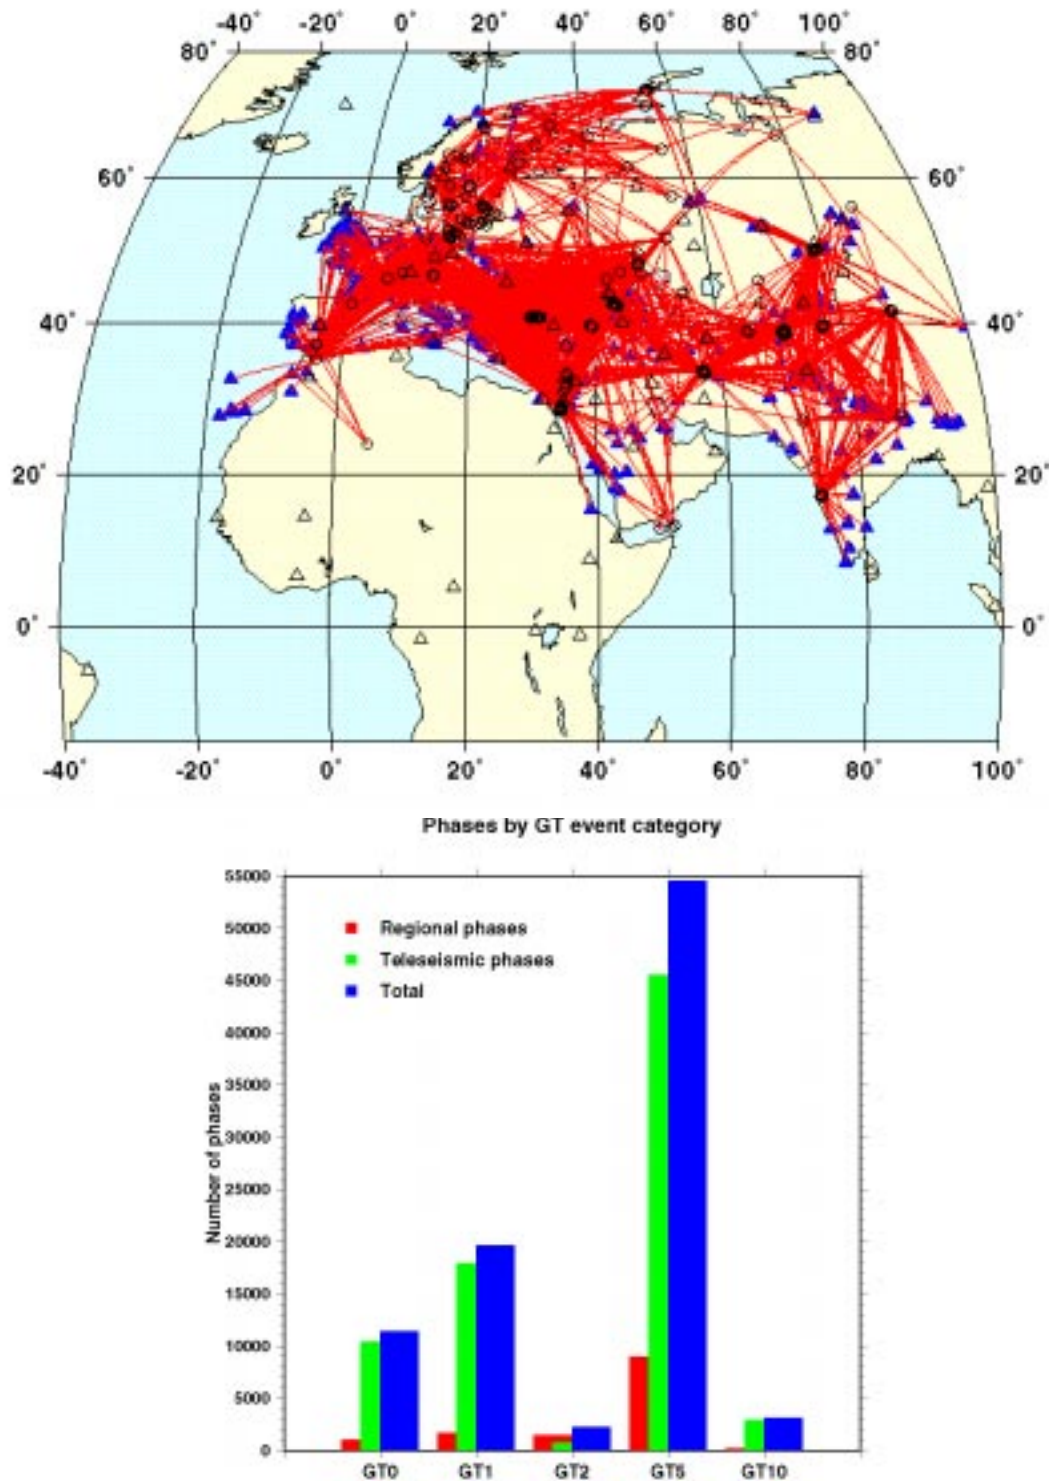 -40° -20° 0° 20° 40° 60° 80° 100°
80° 80°
60° 60°
40° 40°
20° 20°
0° 0°
-40° -20° 0° 20° 40° 60° 80° 100°
Phases by GT event category
55000
50000
45000
40000
35000
30000
25000
20000
15000
10000
5000
0
Number of phases
Regional phases
Teleseismic phases
Total
GT0 GT1 GT2 GT5 GT10